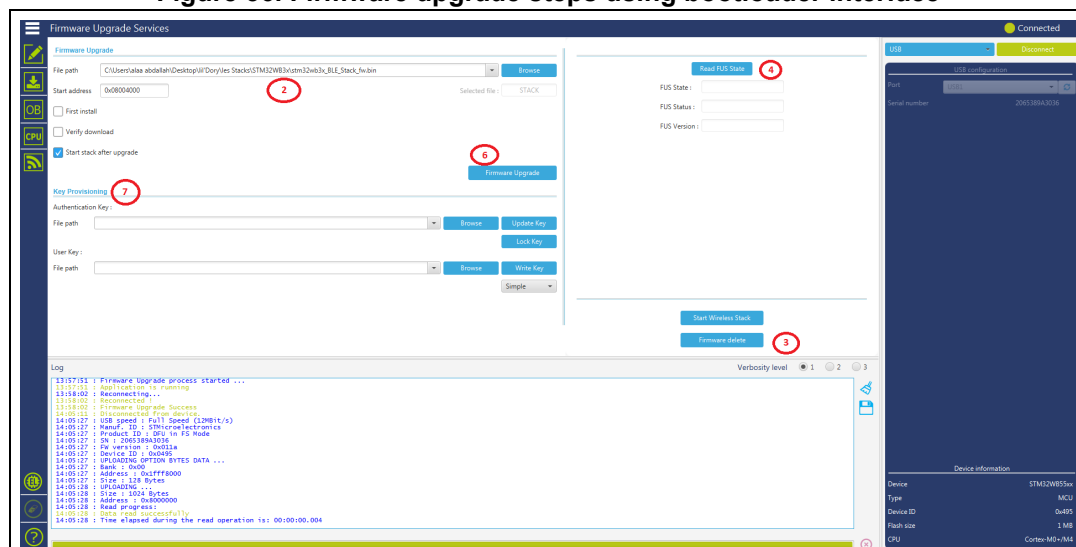 Firmware upgrade steps using bootloader interface
Firmware Upgrade Services
Connected
Firmware Upgrade
File path C:\Users\alaa abdallah\Desktop\lil'Dory\les Stacks\STM32WB3x\stm32wb3x_BLE_Stack_fw.bin Browse
2
Start address 0x08004000 Selected file : STACK
First install
Verify download
Start stack after upgrade
6
Firmware Upgrade
Key Provisioning 7
Authentication Key :
File path Browse Update Key
Lock Key
User Key :
File path Browse Write Key
Simple
Read FUS State 4
FUS State :
FUS Status :
FUS Version :
Start Wireless Stack
Firmware delete 3
USB Disconnect
USB configuration
Port USB1
Serial number 2065389A3036
OB
CPU
Log Verbosity level 1 2 3
13:57:51 : Firmware Upgrade process started ...
13:57:51 : Application is running
13:58:02 : Reconnecting...
13:58:02 : Reconnected !
13:58:02 : Firmware Upgrade Success
14:05:11 : Disconnected from device.
14:05:27 : USB speed : Full Speed (12MBit/s)
14:05:27 : Manuf. ID : STMicroelectronics
14:05:27 : Product ID : DFU in FS Mode
14:05:27 : SN : 2065389A3036
14:05:27 : FW version : 0x011a
14:05:27 : Device ID : 0x0495
14:05:27 : UPLOADING OPTION BYTES DATA ...
14:05:27 : Bank : 0x00
14:05:27 : Address : 0x1fff8000
14:05:27 : Size : 128 Bytes
14:05:28 : UPLOADING ...
14:05:28 : Size : 1024 Bytes
14:05:28 : Address : 0x8000000
14:05:28 : Read progress:
14:05:28 : Data read successfully
14:05:28 : Time elapsed during the read operation is: 00:00:00.004
Device information
Device STM32WB55xx
Type MCU
Device ID 0x495
Flash size 1 MB
CPU Cortex-M0+/M4